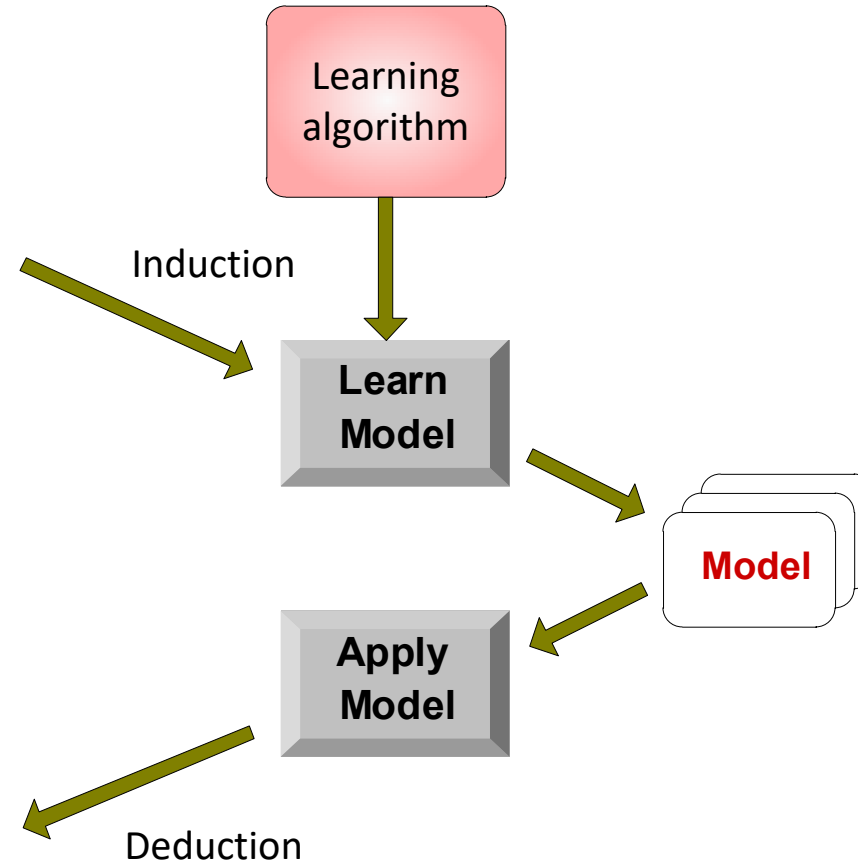 Learning
algorithm
Induction
Learn
Model
Model
Apply
Model
Deduction